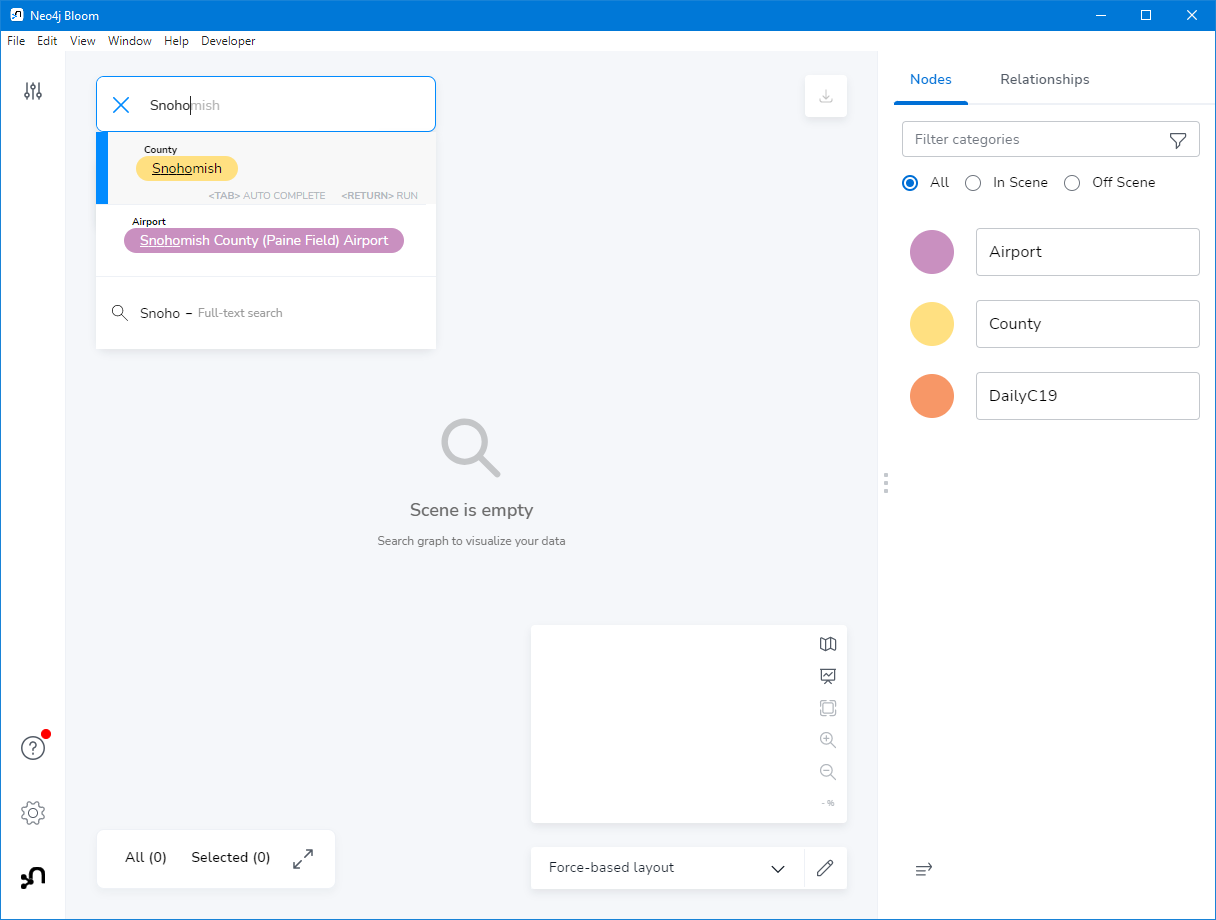 Neo4j Bloom
File Edit View Window Help Developer
Snohomish
County
Snohomish
<TAB> AUTO COMPLETE <RETURN> RUN
Airport
Snohomish County (Paine Field) Airport
Snoho – Full-text search
Scene is empty
Search graph to visualize your data
- %
All (0) Selected (0)
Force-based layout
Nodes Relationships
Filter categories
All In Scene Off Scene
Airport
County
DailyC19